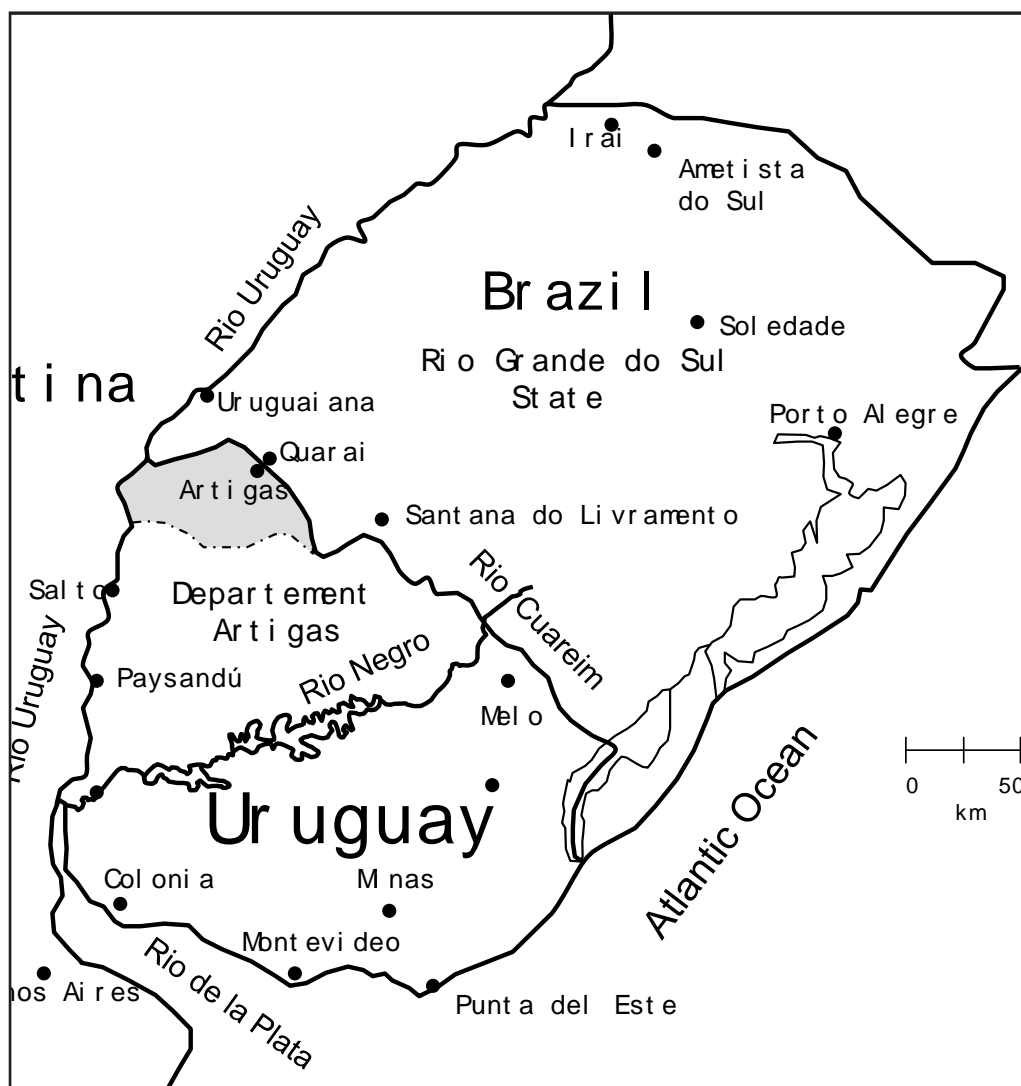 Irai
Ametista
do Sul
Rio Uruguay
Brazil
Soledade
Rio Grande do Sul
State
tina
Uruguaiana
Porto Alegre
Quarai
Artigas
Santana do Livramento
Rio Cuareim
Salto
Departement
Artigas
Rio Negro
Rio Uruguay
Paysandú
Melo
Uruguay
Atlantic Ocean
0 50
km
Colonia
Minas
Montevideo
Rio de la Plata
nos Aires
Punta del Este